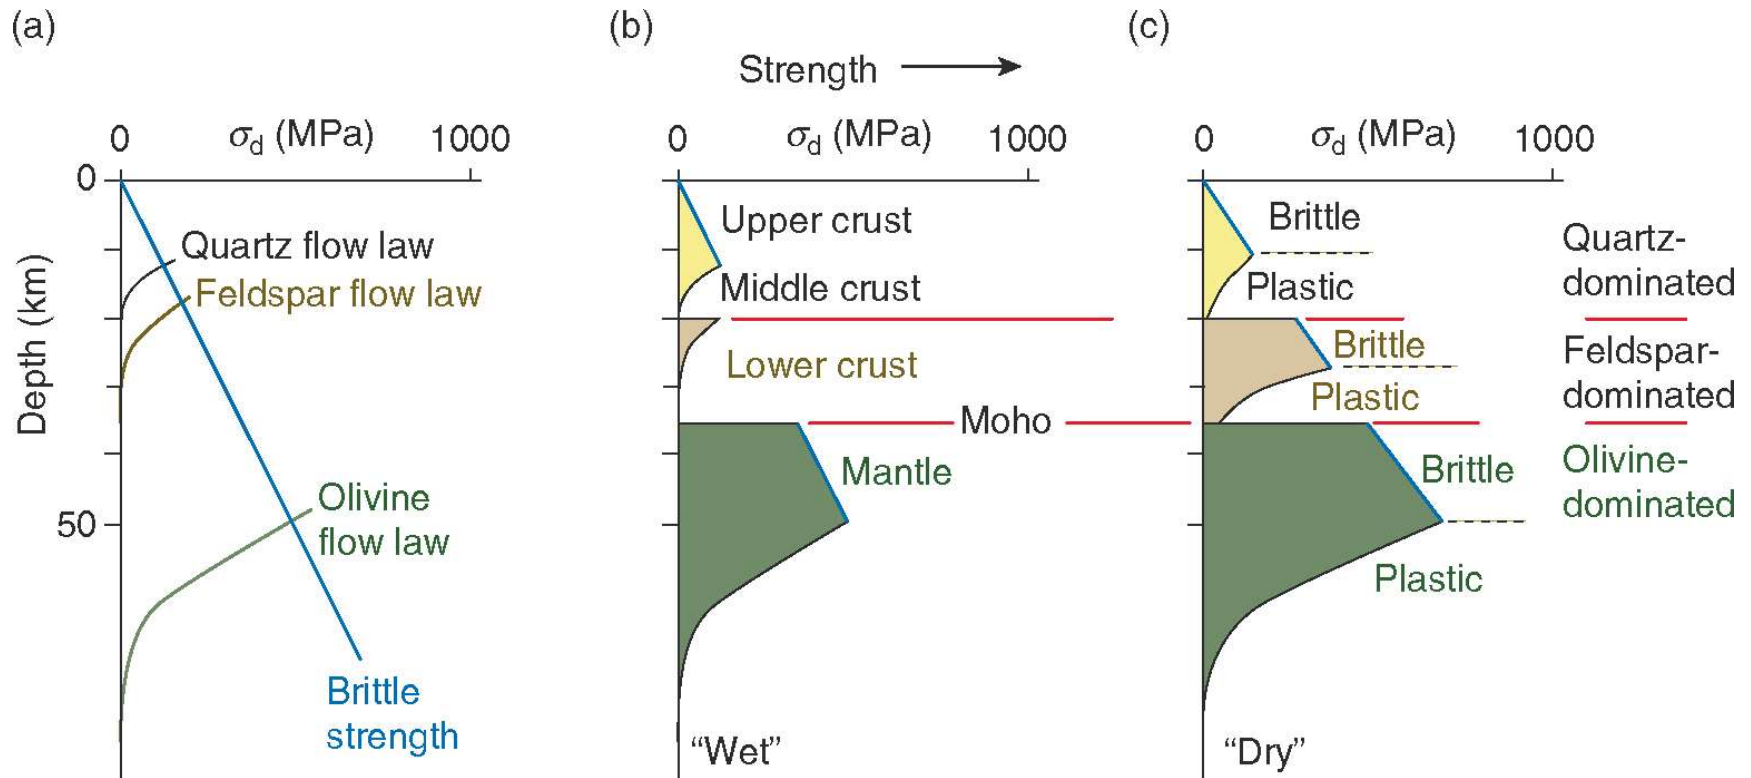 (a)
0 σd (MPa) 1000
0
50
Depth (km)
Quartz flow law
Feldspar flow law
Olivine
flow law
Brittle
strength
(b)
Strength
0 σd (MPa) 1000
Upper crust
Middle crust
Lower crust
Moho
Mantle
“Wet”
(c)
0 σd (MPa) 1000
Brittle
Plastic
Brittle
Plastic
Brittle
Plastic
“Dry”
Quartz-
dominated
Feldspar-
dominated
Olivine-
dominated